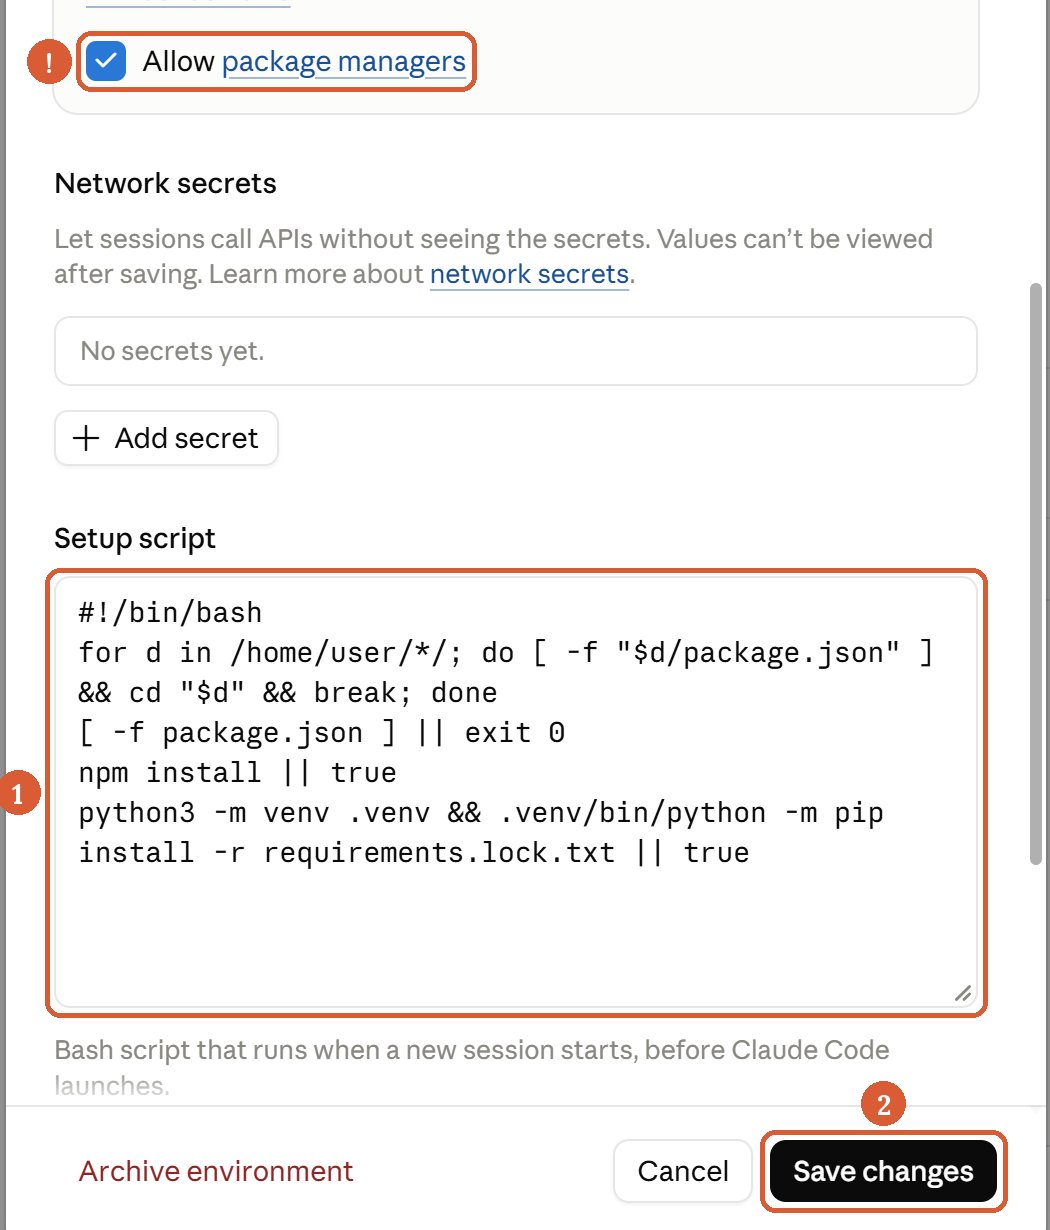 ! Allow package managers
Network secrets
Let sessions call APIs without seeing the secrets. Values can’t be viewed
after saving. Learn more about network secrets.
No secrets yet.
+ Add secret
Setup script
#!/bin/bash
for d in /home/user/*/; do [ -f "$d/package.json" ]
&& cd "$d" && break; done
[ -f package.json ] || exit 0
npm install || true
1
python3 -m venv .venv && .venv/bin/python -m pip
install -r requirements.lock.txt || true
Bash script that runs when a new session starts, before Claude Code
launches.
2
Archive environment Cancel Save changes